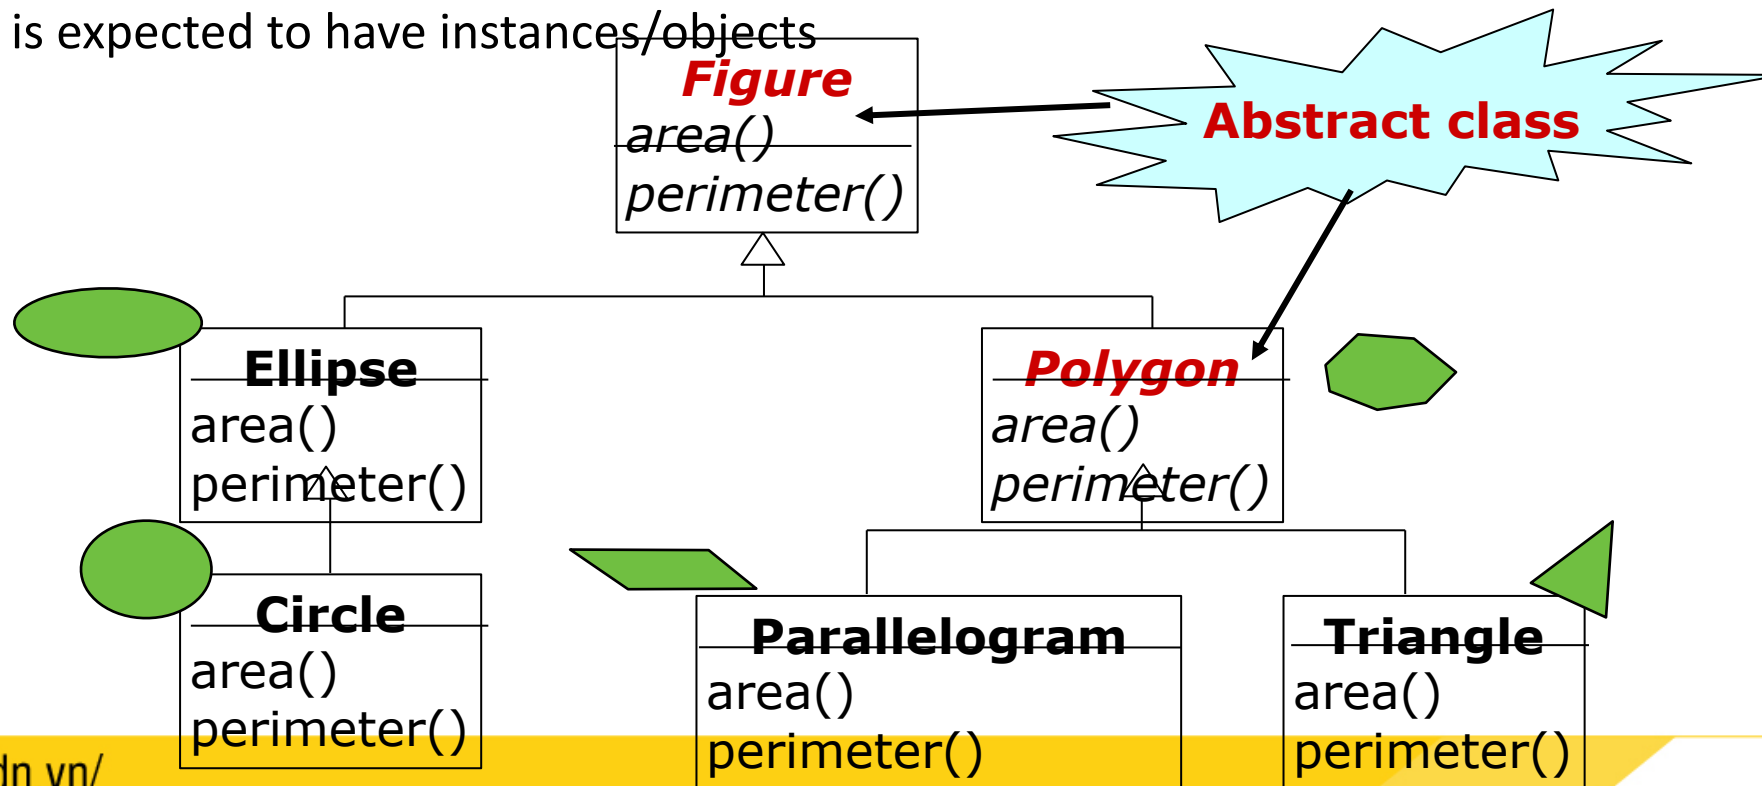 is expected to have instances/objects
Figure
area()
perimeter()
Abstract class
Ellipse
area()
perimeter()
Polygon
area()
perimeter()
Circle
area()
perimeter()
Parallelogram
area()
perimeter()
Triangle
area()
perimeter()
dn.vn/